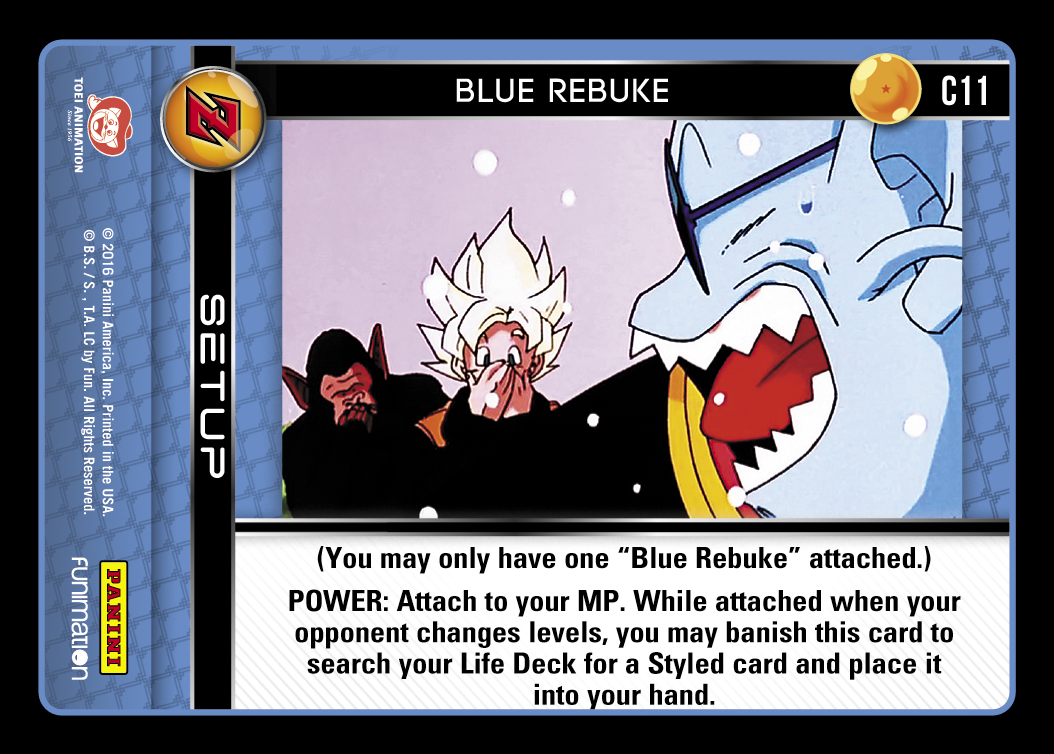 BLUE REBUKE
C11
TOEI ANIMATION
Since 1956
© 2016 Panini America, Inc. Printed in the USA.
© B.S. / S. , T.A. LC by Fun. All Rights Reserved.
PANINI
FUNIMATION
SETUP
(You may only have one “Blue Rebuke” attached.)
POWER: Attach to your MP. While attached when your
opponent changes levels, you may banish this card to
search your Life Deck for a Styled card and place it
into your hand.